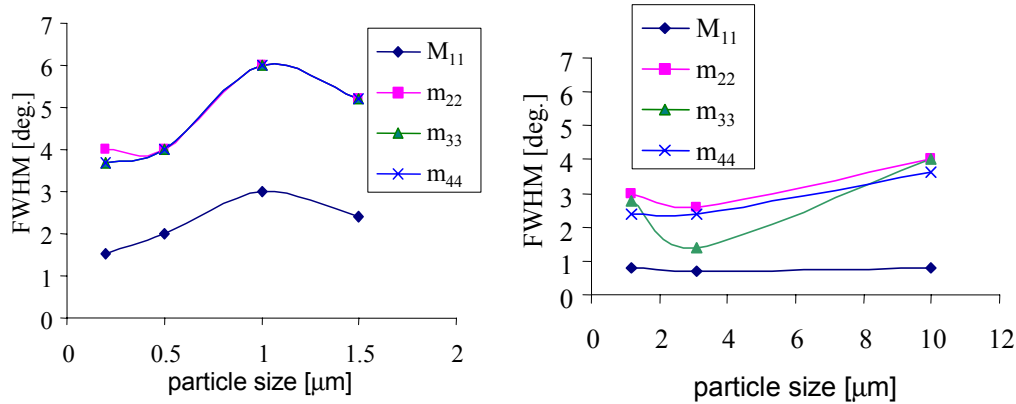 7
6
5
4
3
2
1
0
FWHM [deg.]
0 0.5 1 1.5 2
particle size [μm]
M₁₁
m₂₂
m₃₃
m₄₄
M₁₁
m₂₂
m₃₃
m₄₄
7
6
5
4
3
2
1
0
FWHM [deg.]
0 2 4 6 8 10 12
particle size [μm]